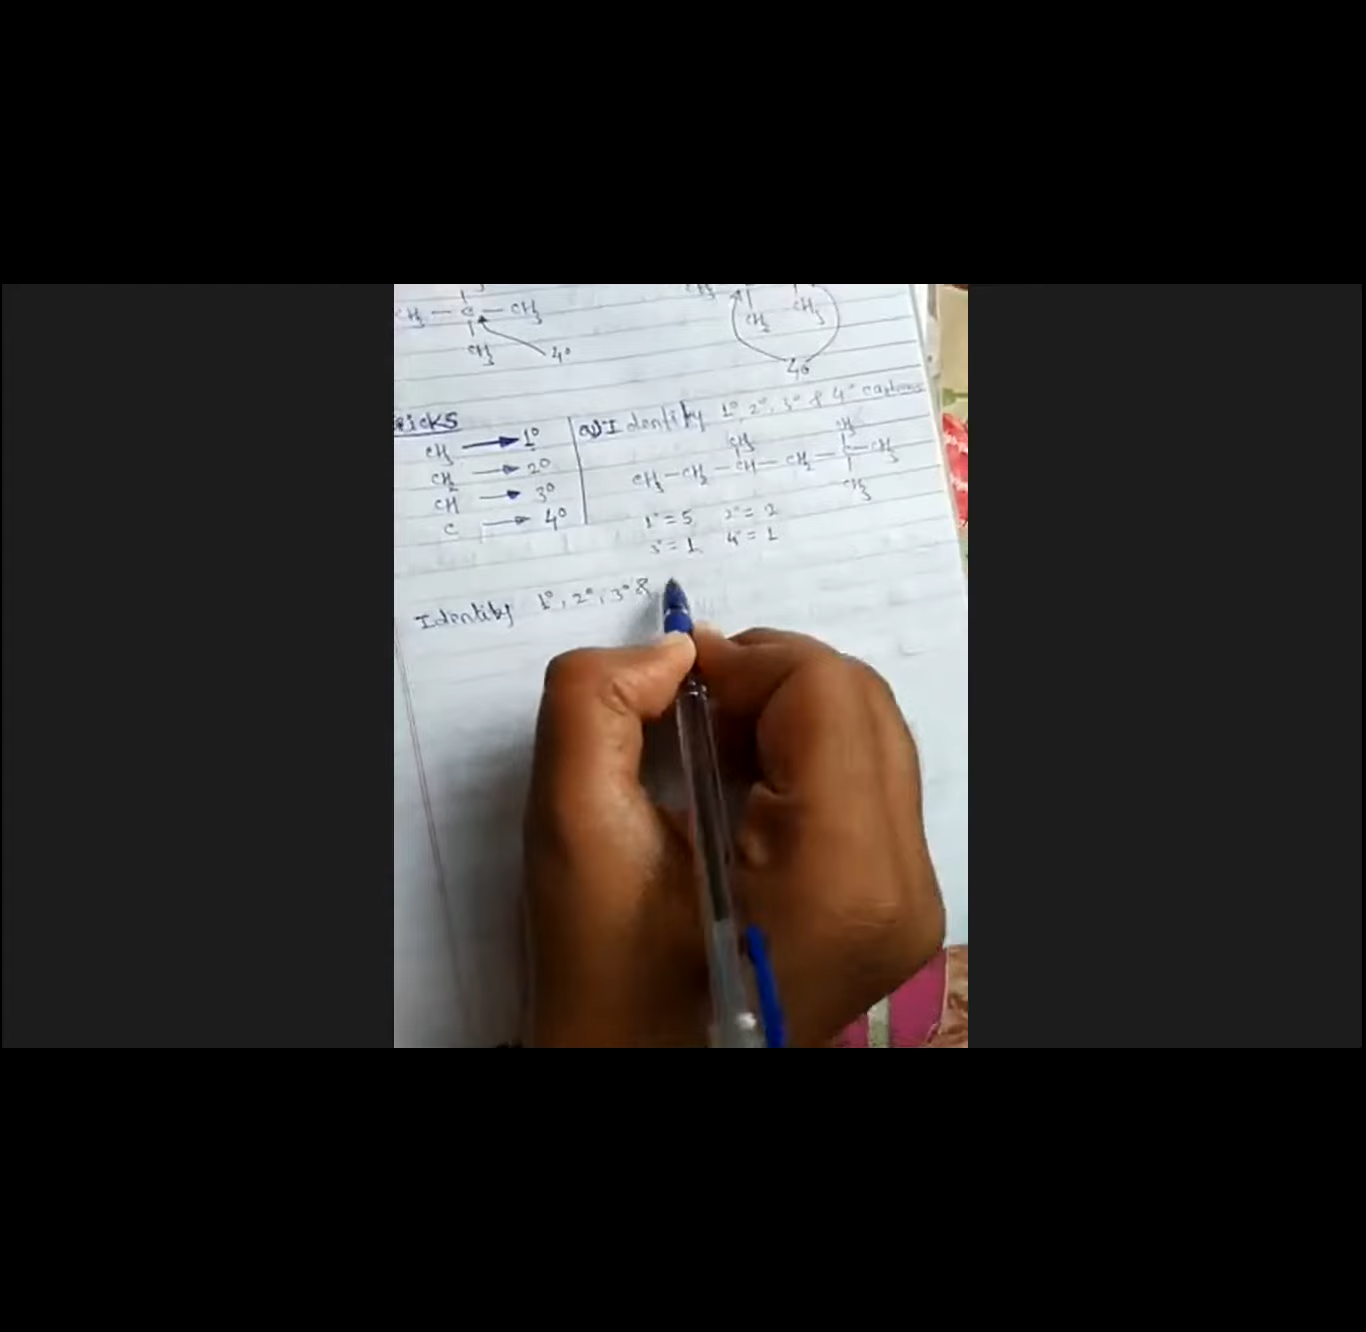 CH₃ — C — CH₃
CH₃
4°
CH₃
CH₃ CH₃
4°
Tricks
CH₃ → 1°
CH₂ → 2°
CH → 3°
C → 4°
a) Identify 1°, 2°, 3° & 4° carbons
CH₃ CH₃
CH₃ — CH₂ — CH — CH₂ — C — CH₃
CH₃
1° = 5 2° = 2
3° = 1 4° = 1
Identify 1°, 2°, 3° &